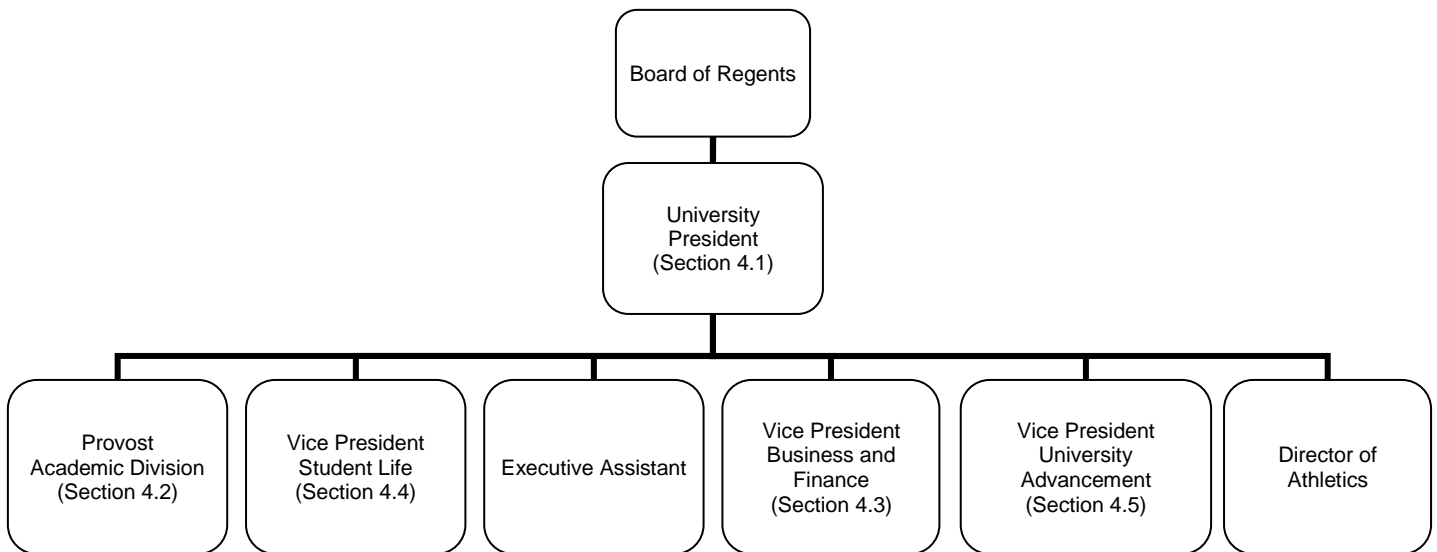 Board of Regents
University
President
(Section 4.1)
Provost
Academic Division
(Section 4.2)
Vice President
Student Life
(Section 4.4)
Executive Assistant
Vice President
Business and
Finance
(Section 4.3)
Vice President
University
Advancement
(Section 4.5)
Director of
Athletics